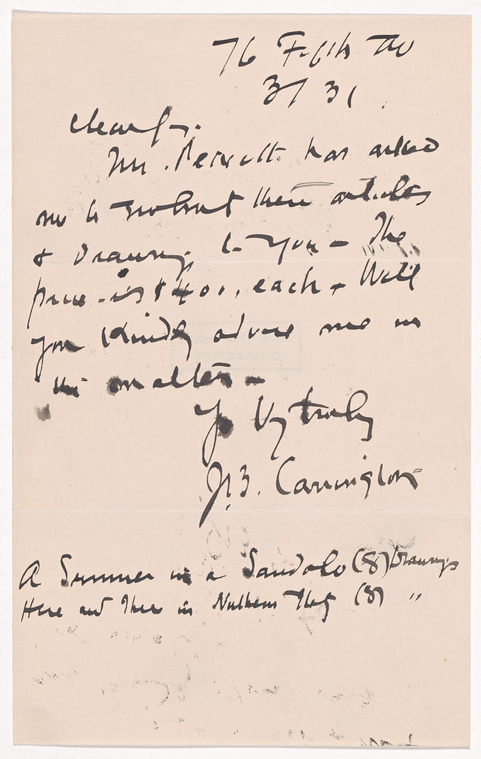 76 Fifth Av
3/31
Dear Sir.
Mr. Pennell has asked
me to submit these articles
& Drawings to you — The
price is $400. each — Will
you kindly advise me in
the matter —
Yr Vy truly
J.B. Carrington
A Summer in a Sandolo (8) Drawings
Here and There in Northern Italy (8) "